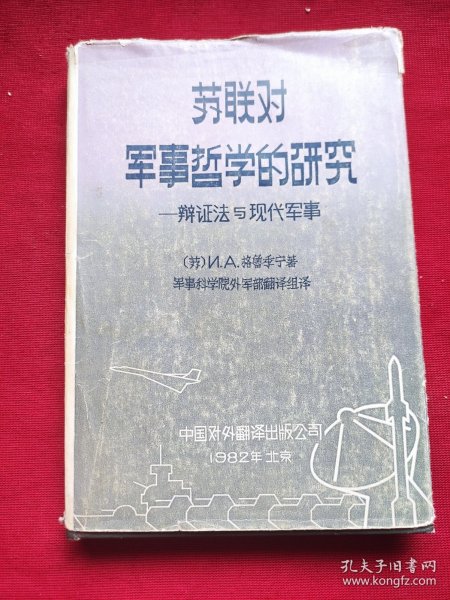 苏联对
军事哲学的研究
—辩证法与现代军事
(苏)И.А.格鲁季宁著
军事科学院外军部翻译组译
中国对外翻译出版公司
1982年 北京
孔夫子旧书网
www.kongfz.com